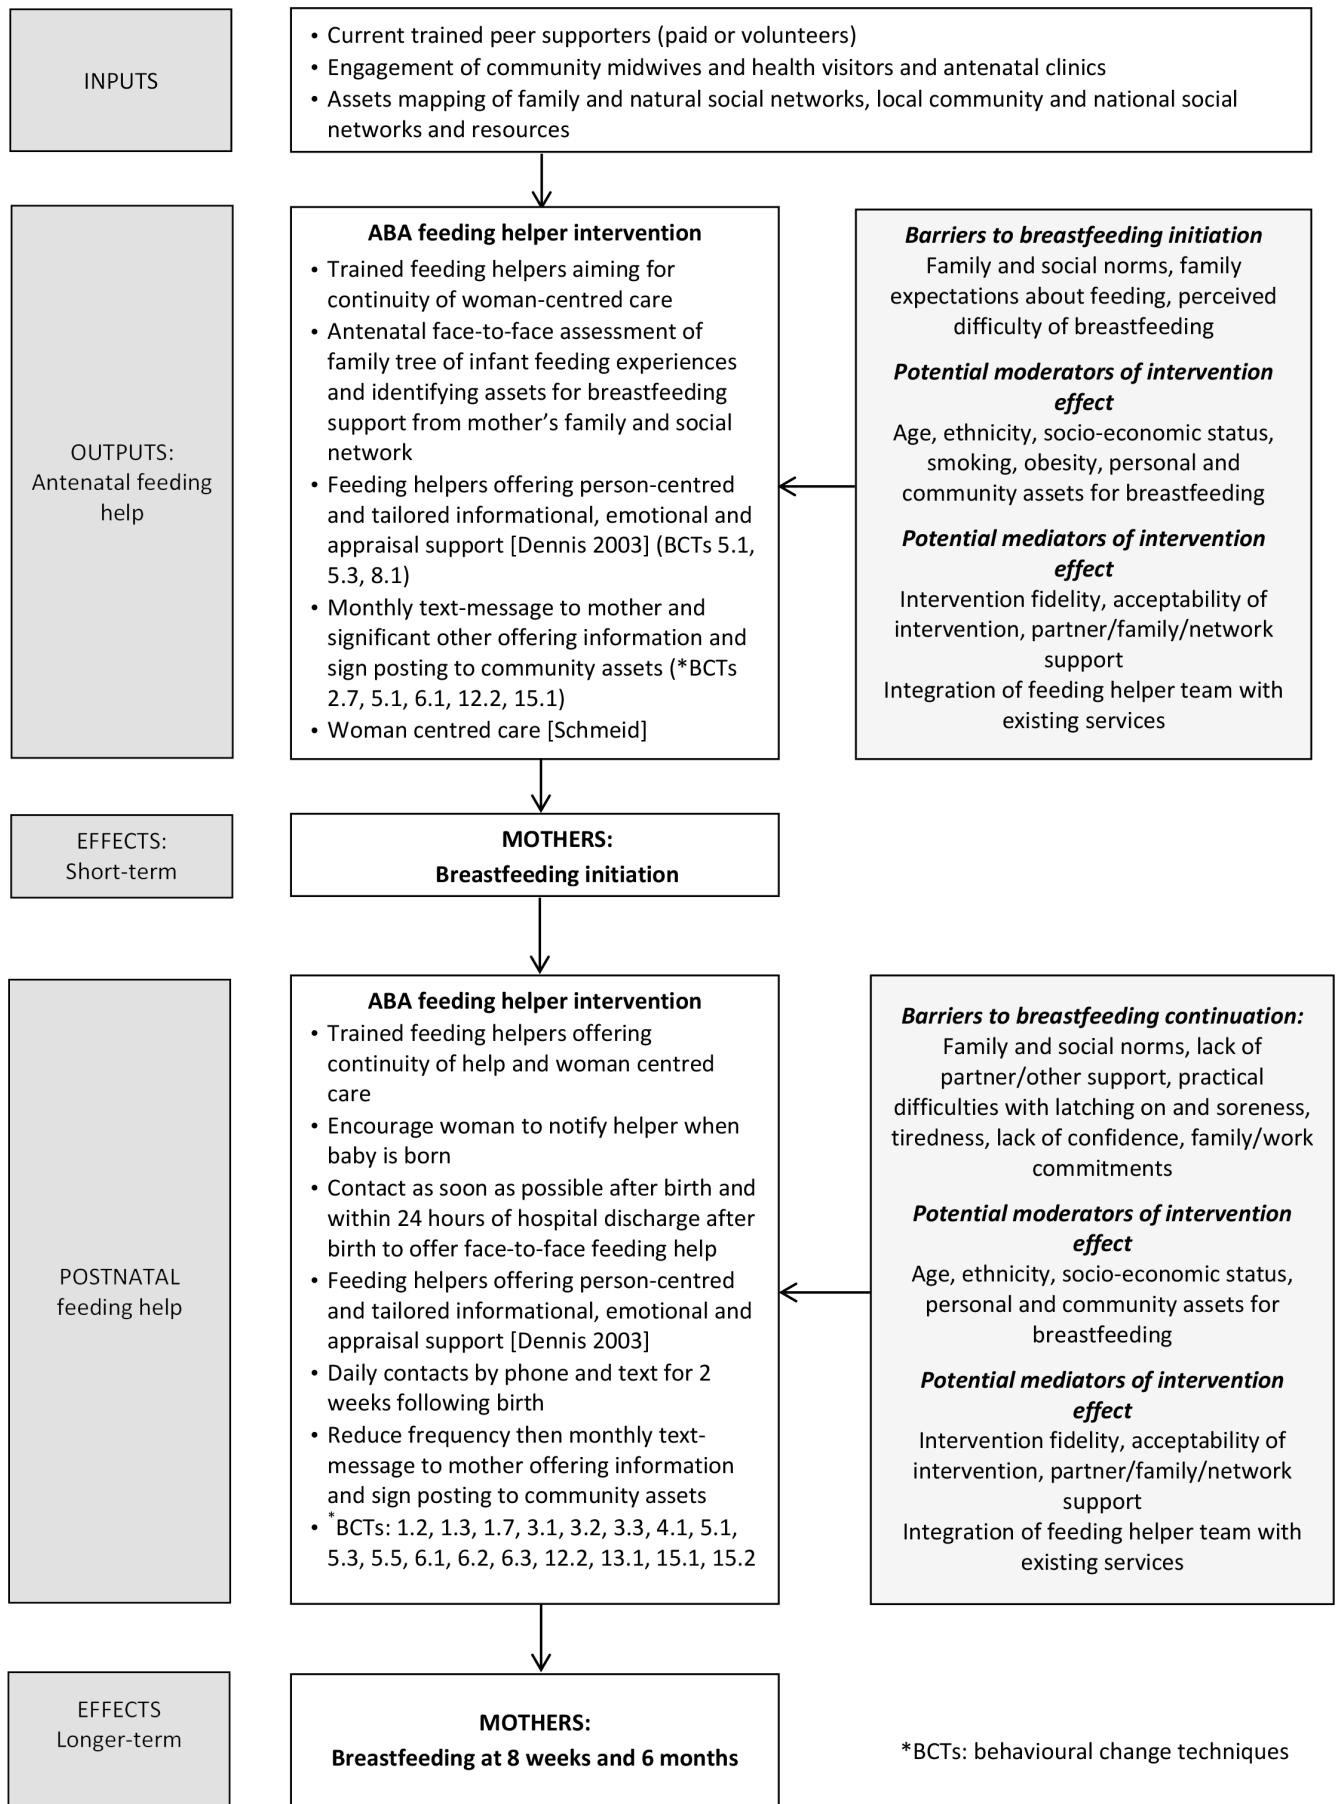 INPUTS
• Current trained peer supporters (paid or volunteers)
• Engagement of community midwives and health visitors and antenatal clinics
• Assets mapping of family and natural social networks, local community and national social
networks and resources
OUTPUTS:
Antenatal feeding
help
ABA feeding helper intervention
• Trained feeding helpers aiming for
continuity of woman-centred care
• Antenatal face-to-face assessment of
family tree of infant feeding experiences
and identifying assets for breastfeeding
support from mother’s family and social
network
• Feeding helpers offering person-centred
and tailored informational, emotional and
appraisal support [Dennis 2003] (BCTs 5.1,
5.3, 8.1)
• Monthly text-message to mother and
significant other offering information and
sign posting to community assets (*BCTs
2.7, 5.1, 6.1, 12.2, 15.1)
• Woman centred care [Schmeid]
Barriers to breastfeeding initiation
Family and social norms, family
expectations about feeding, perceived
difficulty of breastfeeding
Potential moderators of intervention
effect
Age, ethnicity, socio-economic status,
smoking, obesity, personal and
community assets for breastfeeding
Potential mediators of intervention
effect
Intervention fidelity, acceptability of
intervention, partner/family/network
support
Integration of feeding helper team with
existing services
EFFECTS:
Short-term
MOTHERS:
Breastfeeding initiation
POSTNATAL
feeding help
ABA feeding helper intervention
• Trained feeding helpers offering
continuity of help and woman centred
care
• Encourage woman to notify helper when
baby is born
• Contact as soon as possible after birth and
within 24 hours of hospital discharge after
birth to offer face-to-face feeding help
• Feeding helpers offering person-centred
and tailored informational, emotional and
appraisal support [Dennis 2003]
• Daily contacts by phone and text for 2
weeks following birth
• Reduce frequency then monthly text-
message to mother offering information
and sign posting to community assets
• *BCTs: 1.2, 1.3, 1.7, 3.1, 3.2, 3.3, 4.1, 5.1,
5.3, 5.5, 6.1, 6.2, 6.3, 12.2, 13.1, 15.1, 15.2
Barriers to breastfeeding continuation:
Family and social norms, lack of
partner/other support, practical
difficulties with latching on and soreness,
tiredness, lack of confidence, family/work
commitments
Potential moderators of intervention
effect
Age, ethnicity, socio-economic status,
personal and community assets for
breastfeeding
Potential mediators of intervention
effect
Intervention fidelity, acceptability of
intervention, partner/family/network
support
Integration of feeding helper team with
existing services
EFFECTS
Longer-term
MOTHERS:
Breastfeeding at 8 weeks and 6 months
*BCTs: behavioural change techniques